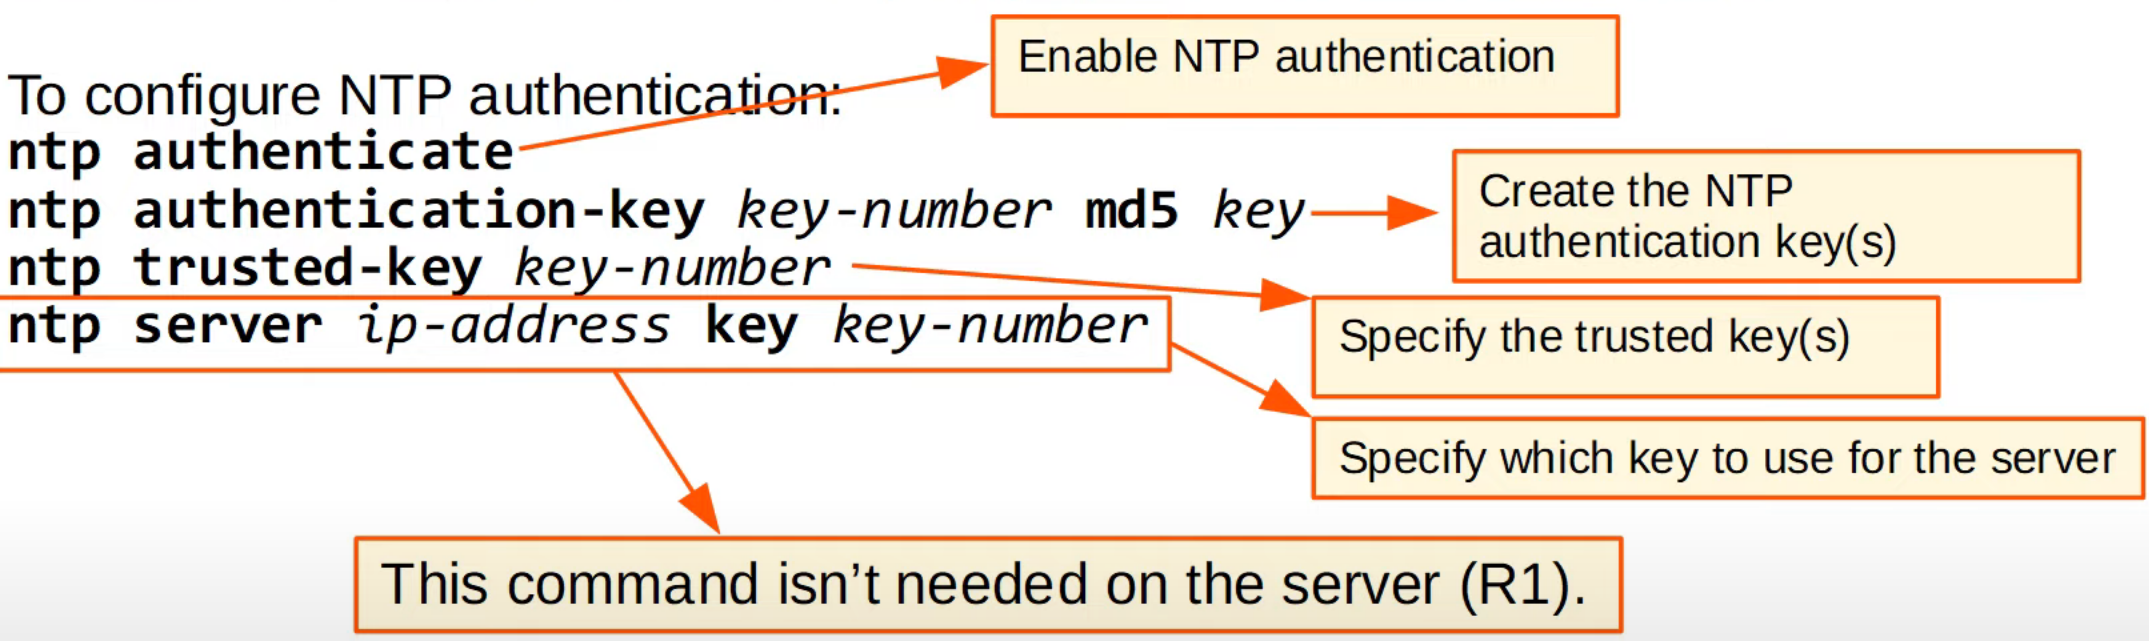 Enable NTP authentication
To configure NTP authentication:
ntp authenticate
ntp authentication-key key-number md5 key
Create the NTP
authentication key(s)
ntp trusted-key key-number
ntp server ip-address key key-number
Specify the trusted key(s)
Specify which key to use for the server
This command isn’t needed on the server (R1).